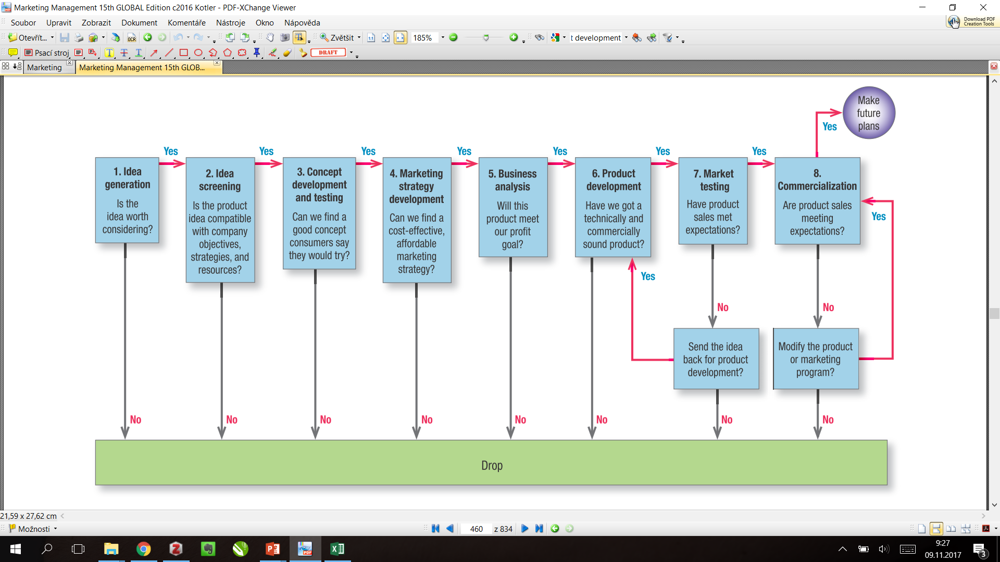 Marketing Management 15th GLOBAL Edition c2016 Kotler - PDF-XChange Viewer
Soubor Upravit Zobrazit Dokument Komentáře Nástroje Okno Nápověda
Download PDF
Creation Tools
Otevřít... OCR Zvětšit 1:1 185% t development
Psací stroj T T T DRAFT
Marketing Marketing Management 15th GLOB...
Make
future
plans
Yes
Yes Yes Yes Yes Yes Yes Yes
1. Idea
generation
Is the
idea worth
considering?
2. Idea
screening
Is the product
idea compatible
with company
objectives,
strategies, and
resources?
3. Concept
development
and testing
Can we find a
good concept
consumers say
they would try?
4. Marketing
strategy
development
Can we find a
cost-effective,
affordable
marketing
strategy?
5. Business
analysis
Will this
product meet
our profit
goal?
6. Product
development
Have we got a
technically and
commercially
sound product?
7. Market
testing
Have product
sales met
expectations?
8.
Commercialization
Are product sales
meeting
expectations?
Yes
Yes
No No
Send the idea
back for product
development?
Modify the product
or marketing
program?
No No No No No No No
Drop
21,59 x 27,62 cm
Možnosti 460 z 834
9:27
09.11.2017
3